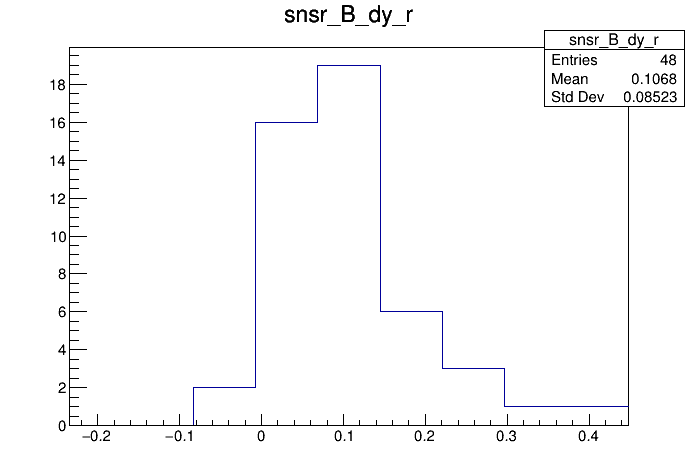 snsr_B_dy_r
snsr_B_dy_r
Entries 48
Mean 0.1068
Std Dev 0.08523
18
16
14
12
10
8
6
4
2
0
−0.2 −0.1 0 0.1 0.2 0.3 0.4